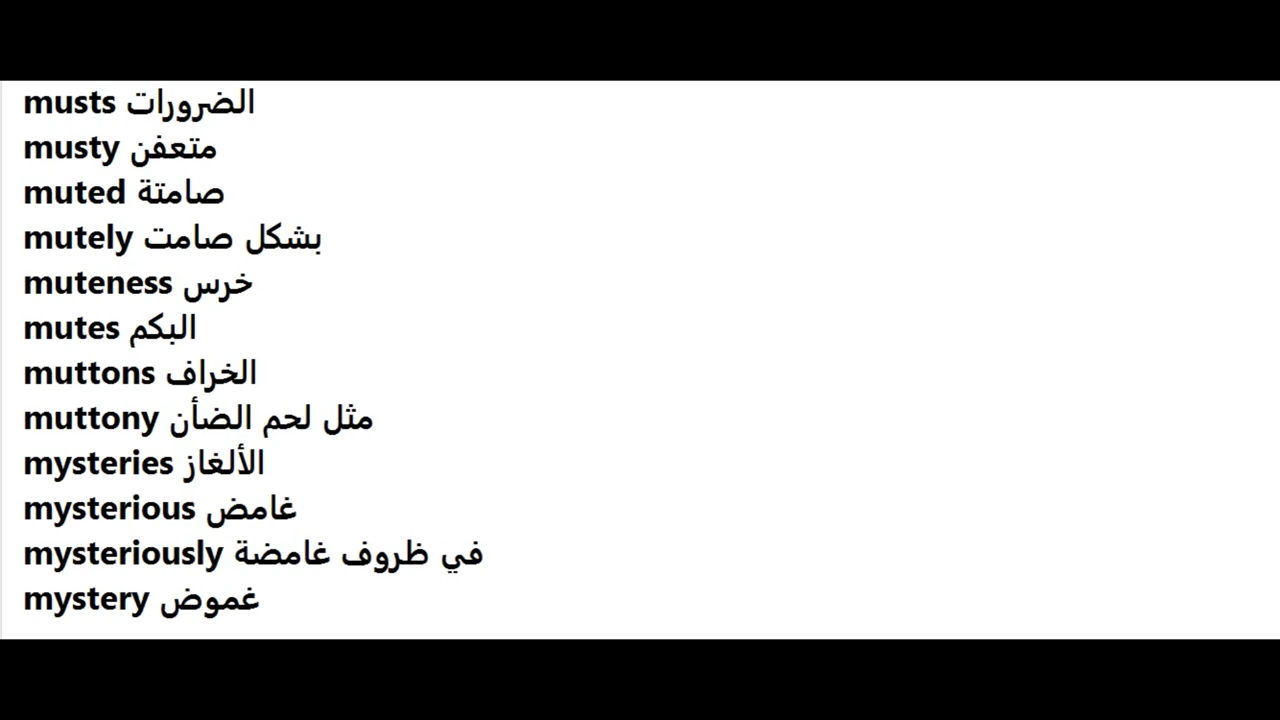 musts الضرورات
musty متعفن
muted صامتة
mutely بشكل صامت
muteness خرس
mutes البكم
muttons الخراف
muttony مثل لحم الضأن
mysteries الألغاز
mysterious غامض
mysteriously في ظروف غامضة
mystery غموض